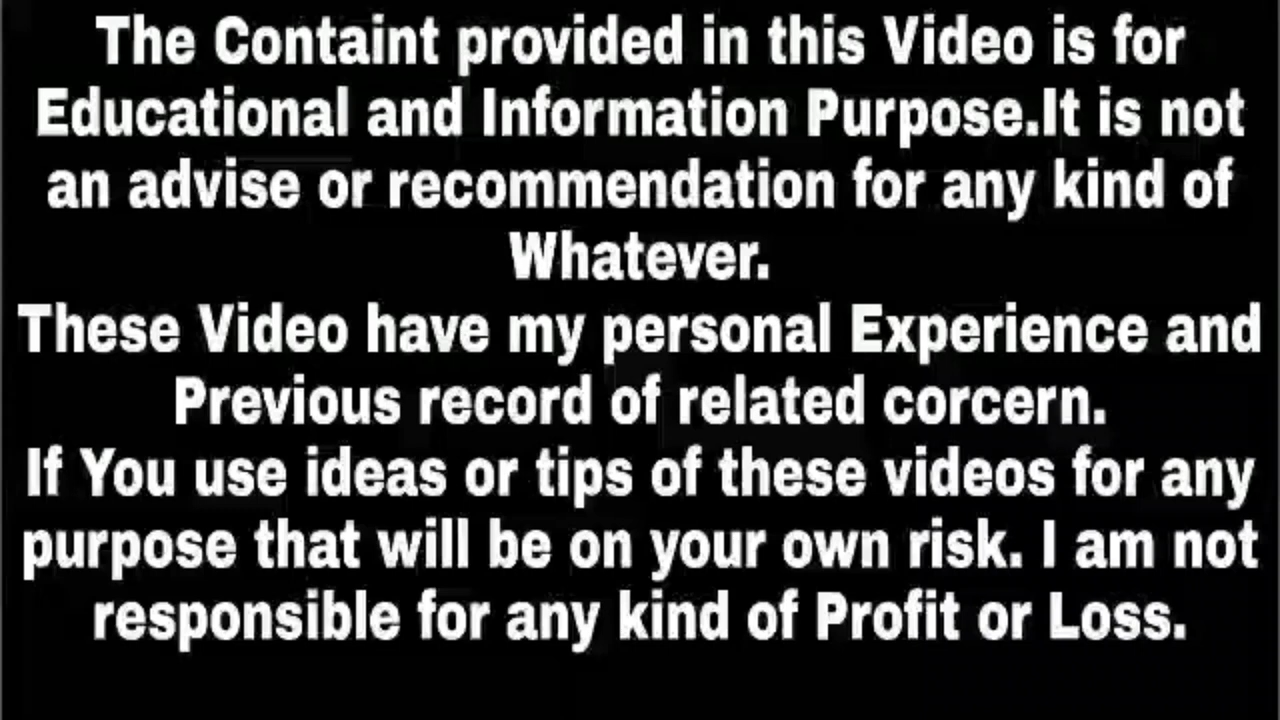 The Containt provided in this Video is for
Educational and Information Purpose.It is not
an advise or recommendation for any kind of
Whatever.
These Video have my personal Experience and
Previous record of related corcern.
If You use ideas or tips of these videos for any
purpose that will be on your own risk. I am not
responsible for any kind of Profit or Loss.